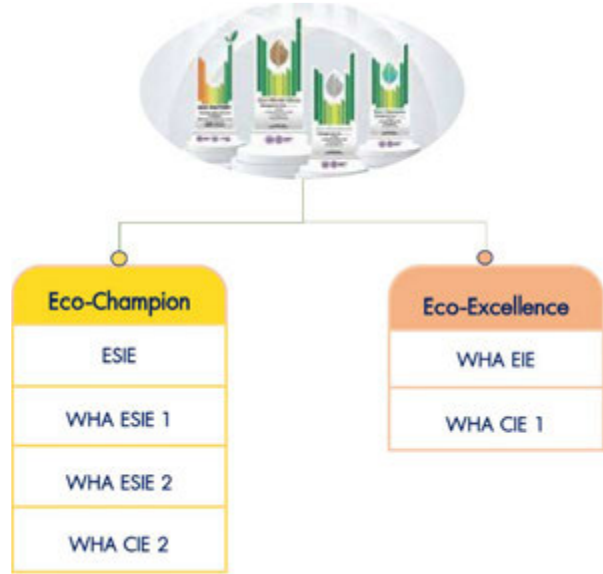 Eco-Champion
ESIE
WHA ESIE 1
WHA ESIE 2
WHA CIE 2
Eco-Excellence
WHA EIE
WHA CIE 1